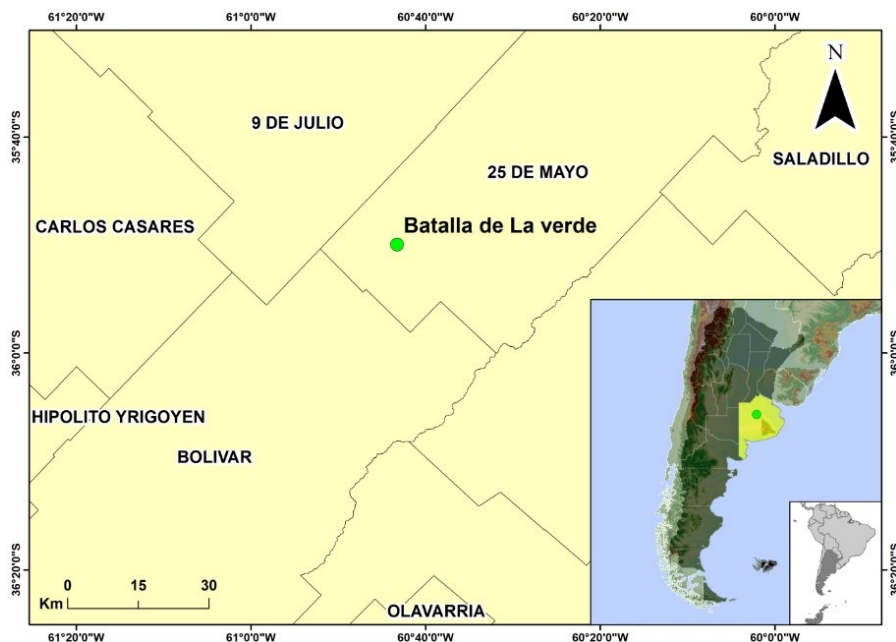 61°20'0"W 61°0'0"W 60°40'0"W 60°20'0"W 60°0'0"W
N
35°40'0"S 35°40'0"S
9 DE JULIO
SALADILLO
25 DE MAYO
CARLOS CASARES
Batalla de La verde
36°0'0"S 36°0'0"S
HIPOLITO YRIGOYEN
BOLIVAR
36°20'0"S 36°20'0"S
0 15 30
Km
OLAVARRIA
61°20'0"W 61°0'0"W 60°40'0"W 60°20'0"W 60°0'0"W